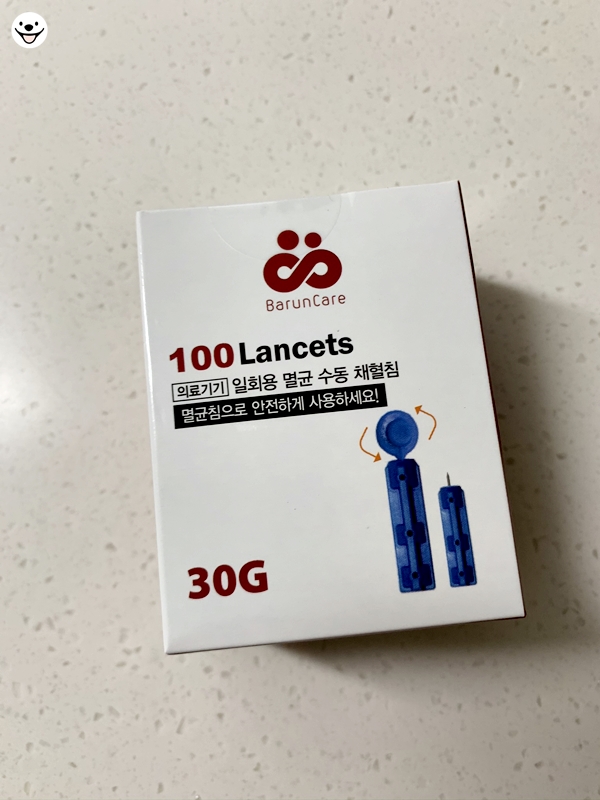 BarunCare
100 Lancets
의료기기 일회용 멸균 수동 채혈침
멸균침으로 안전하게 사용하세요!
30G